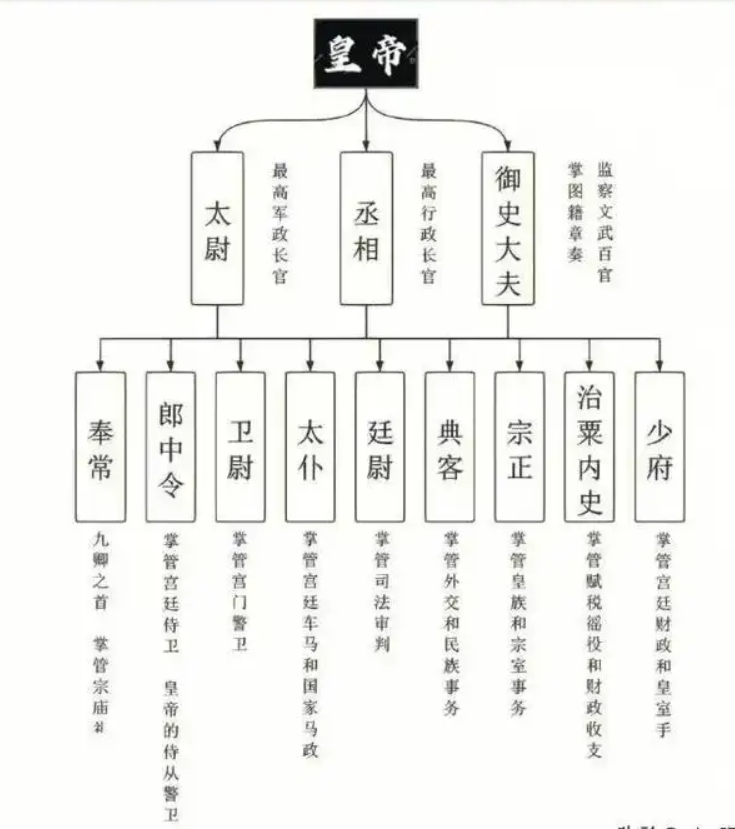 皇帝
太尉
最高军政长官
丞相
最高行政长官
御史大夫
监察文武百官
掌图籍章奏
奉常
郎中令
卫尉
太仆
廷尉
典客
宗正
治粟内史
少府
九卿之首 掌管宗庙礼
掌管宫廷侍卫 皇帝的侍从警卫
掌管宫门警卫
掌管宫廷车马和国家马政
掌管司法审判
掌管外交和民族事务
掌管皇族和宗室事务
掌管赋税徭役和财政收支
掌管宫廷财政和皇室手